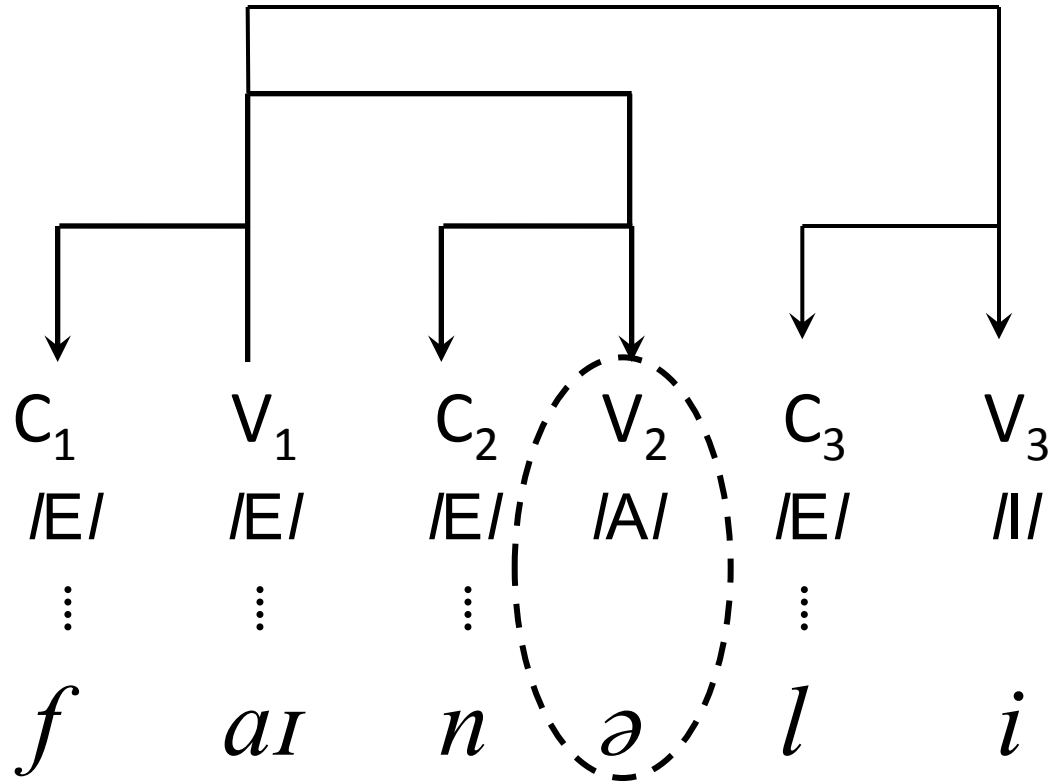 C₁ V₁ C₂ V₂ C₃ V₃
/E/ /E/ /E/ /A/ /E/ /I/
f aɪ n ə l i